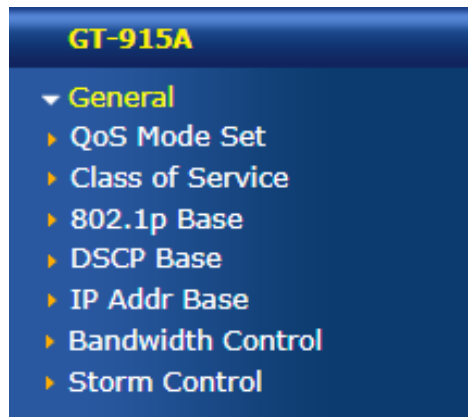 GT-915A
General
QoS Mode Set
Class of Service
802.1p Base
DSCP Base
IP Addr Base
Bandwidth Control
Storm Control